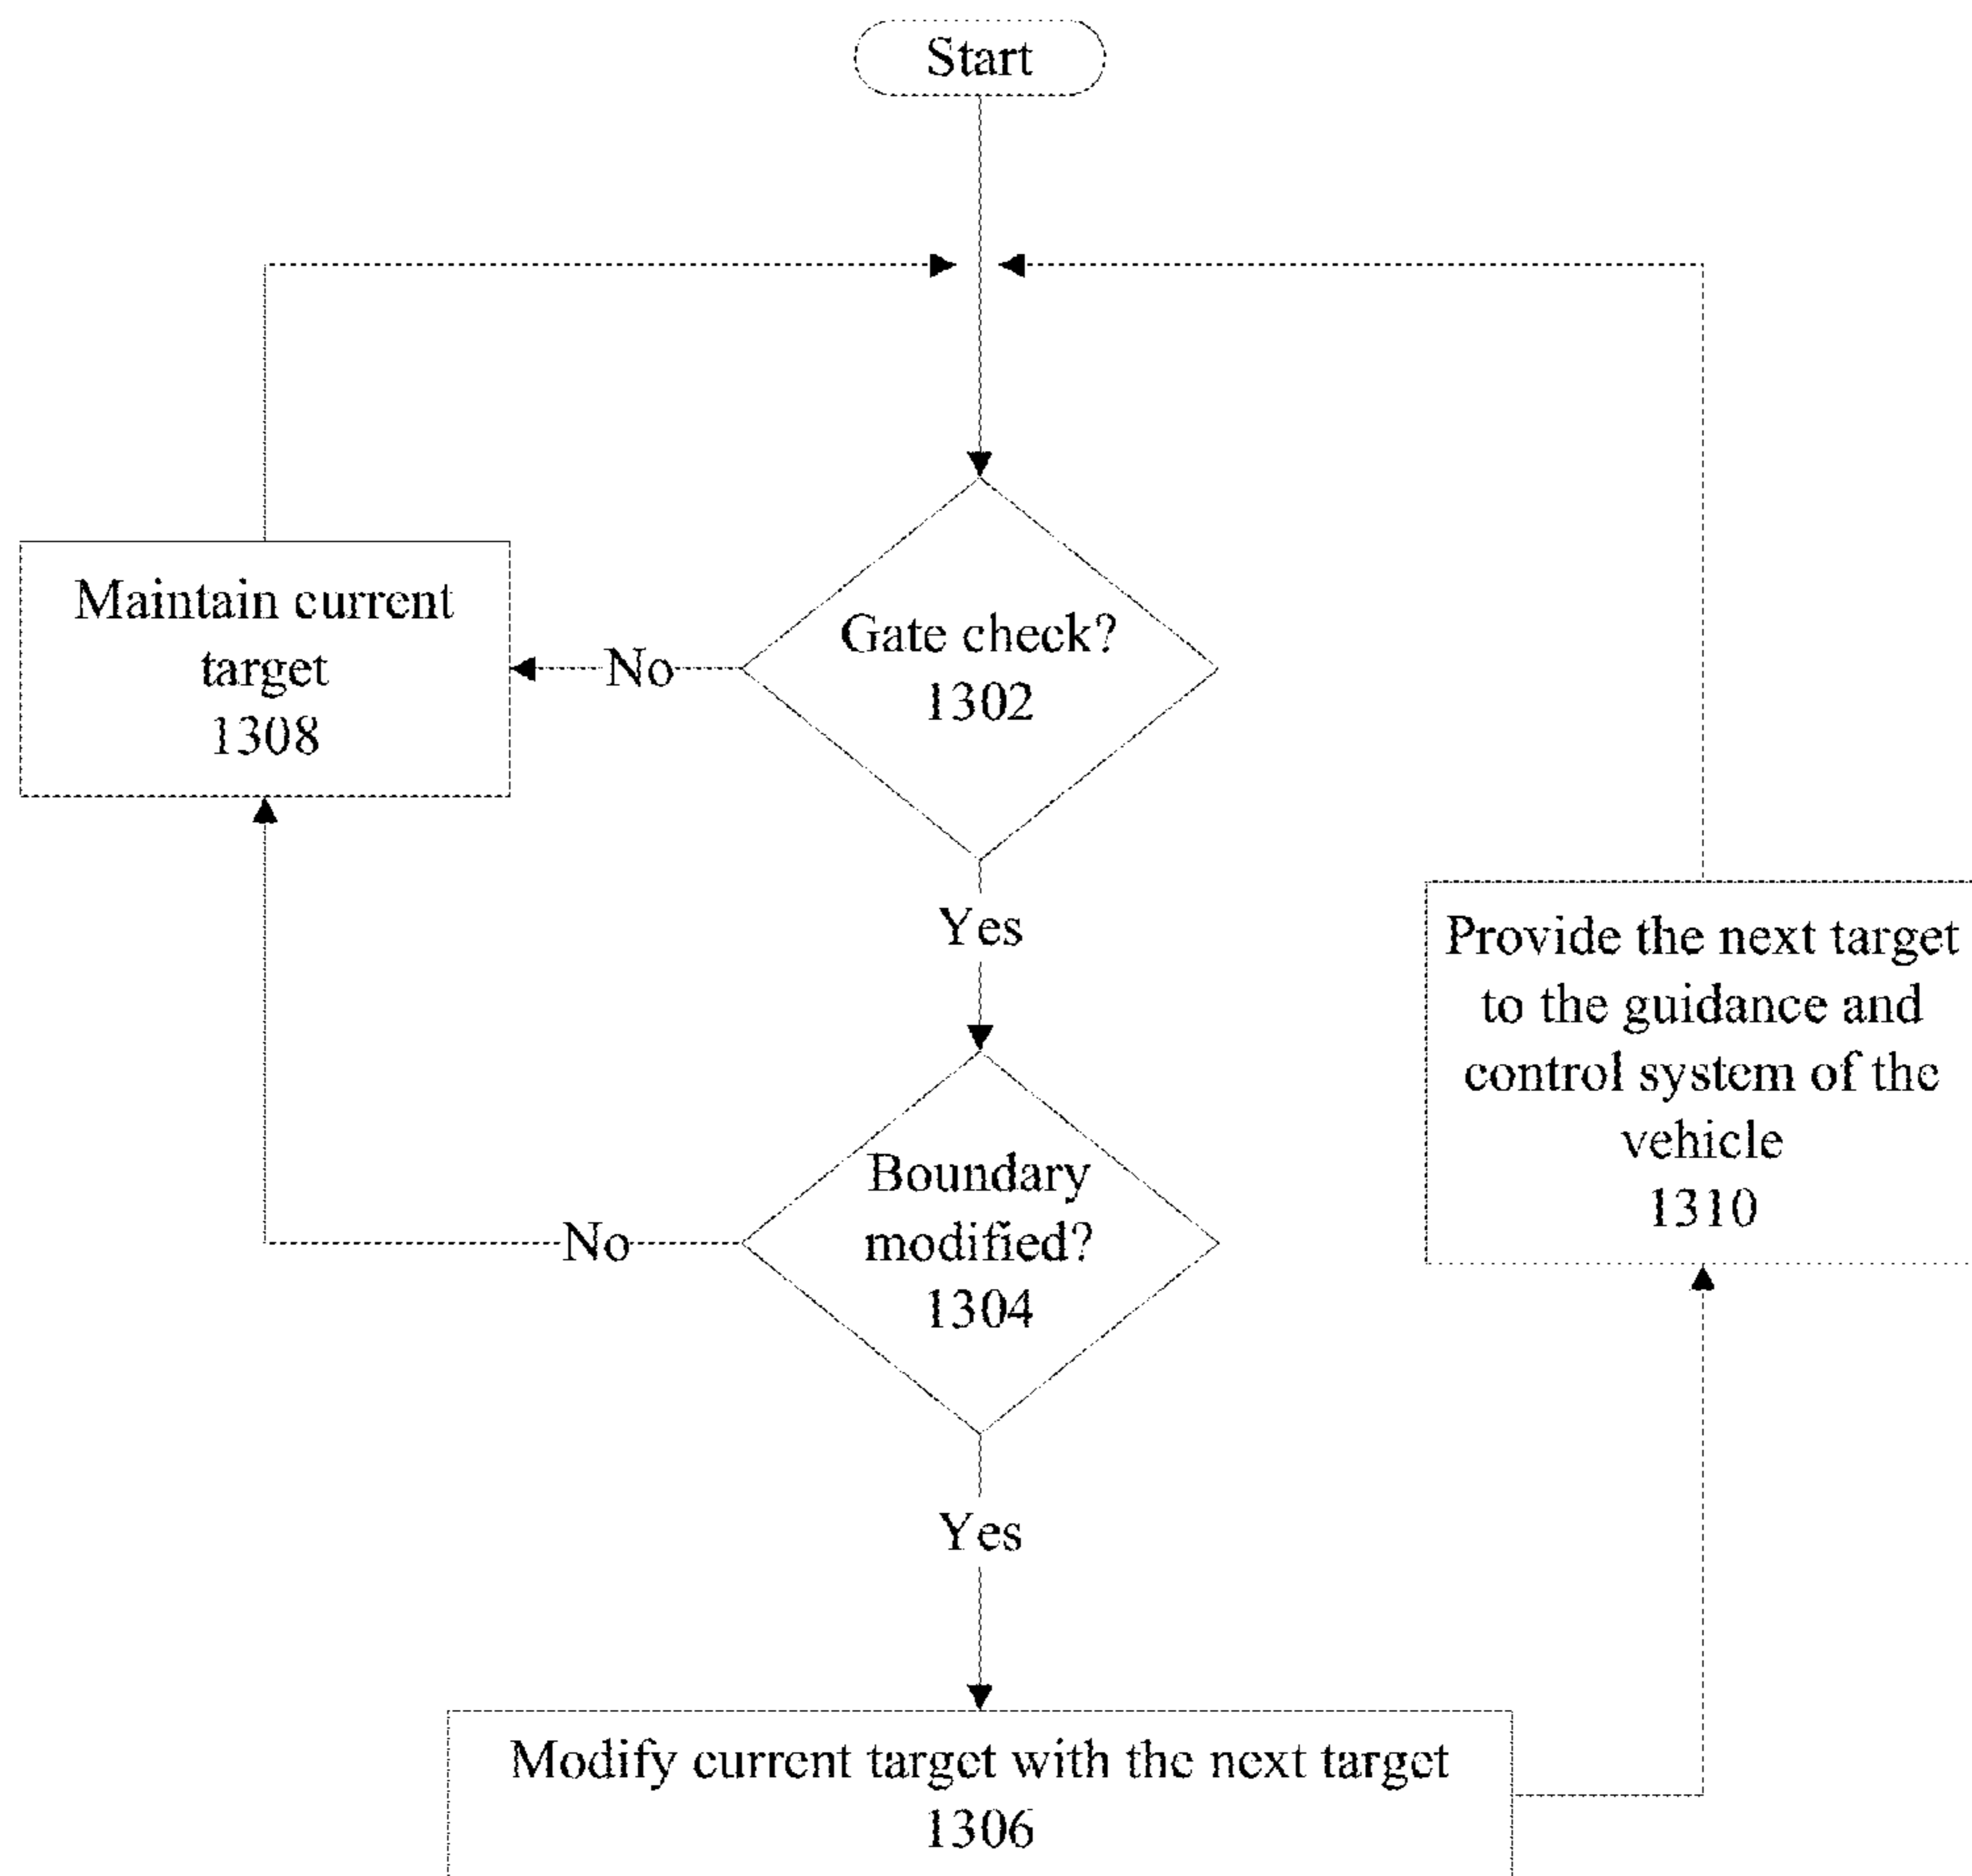 Start
Gate check?
1302
No
Maintain current
target
1308
Yes
Boundary
modified?
1304
No
Yes
Modify current target with the next target
1306
Provide the next target
to the guidance and
control system of the
vehicle
1310